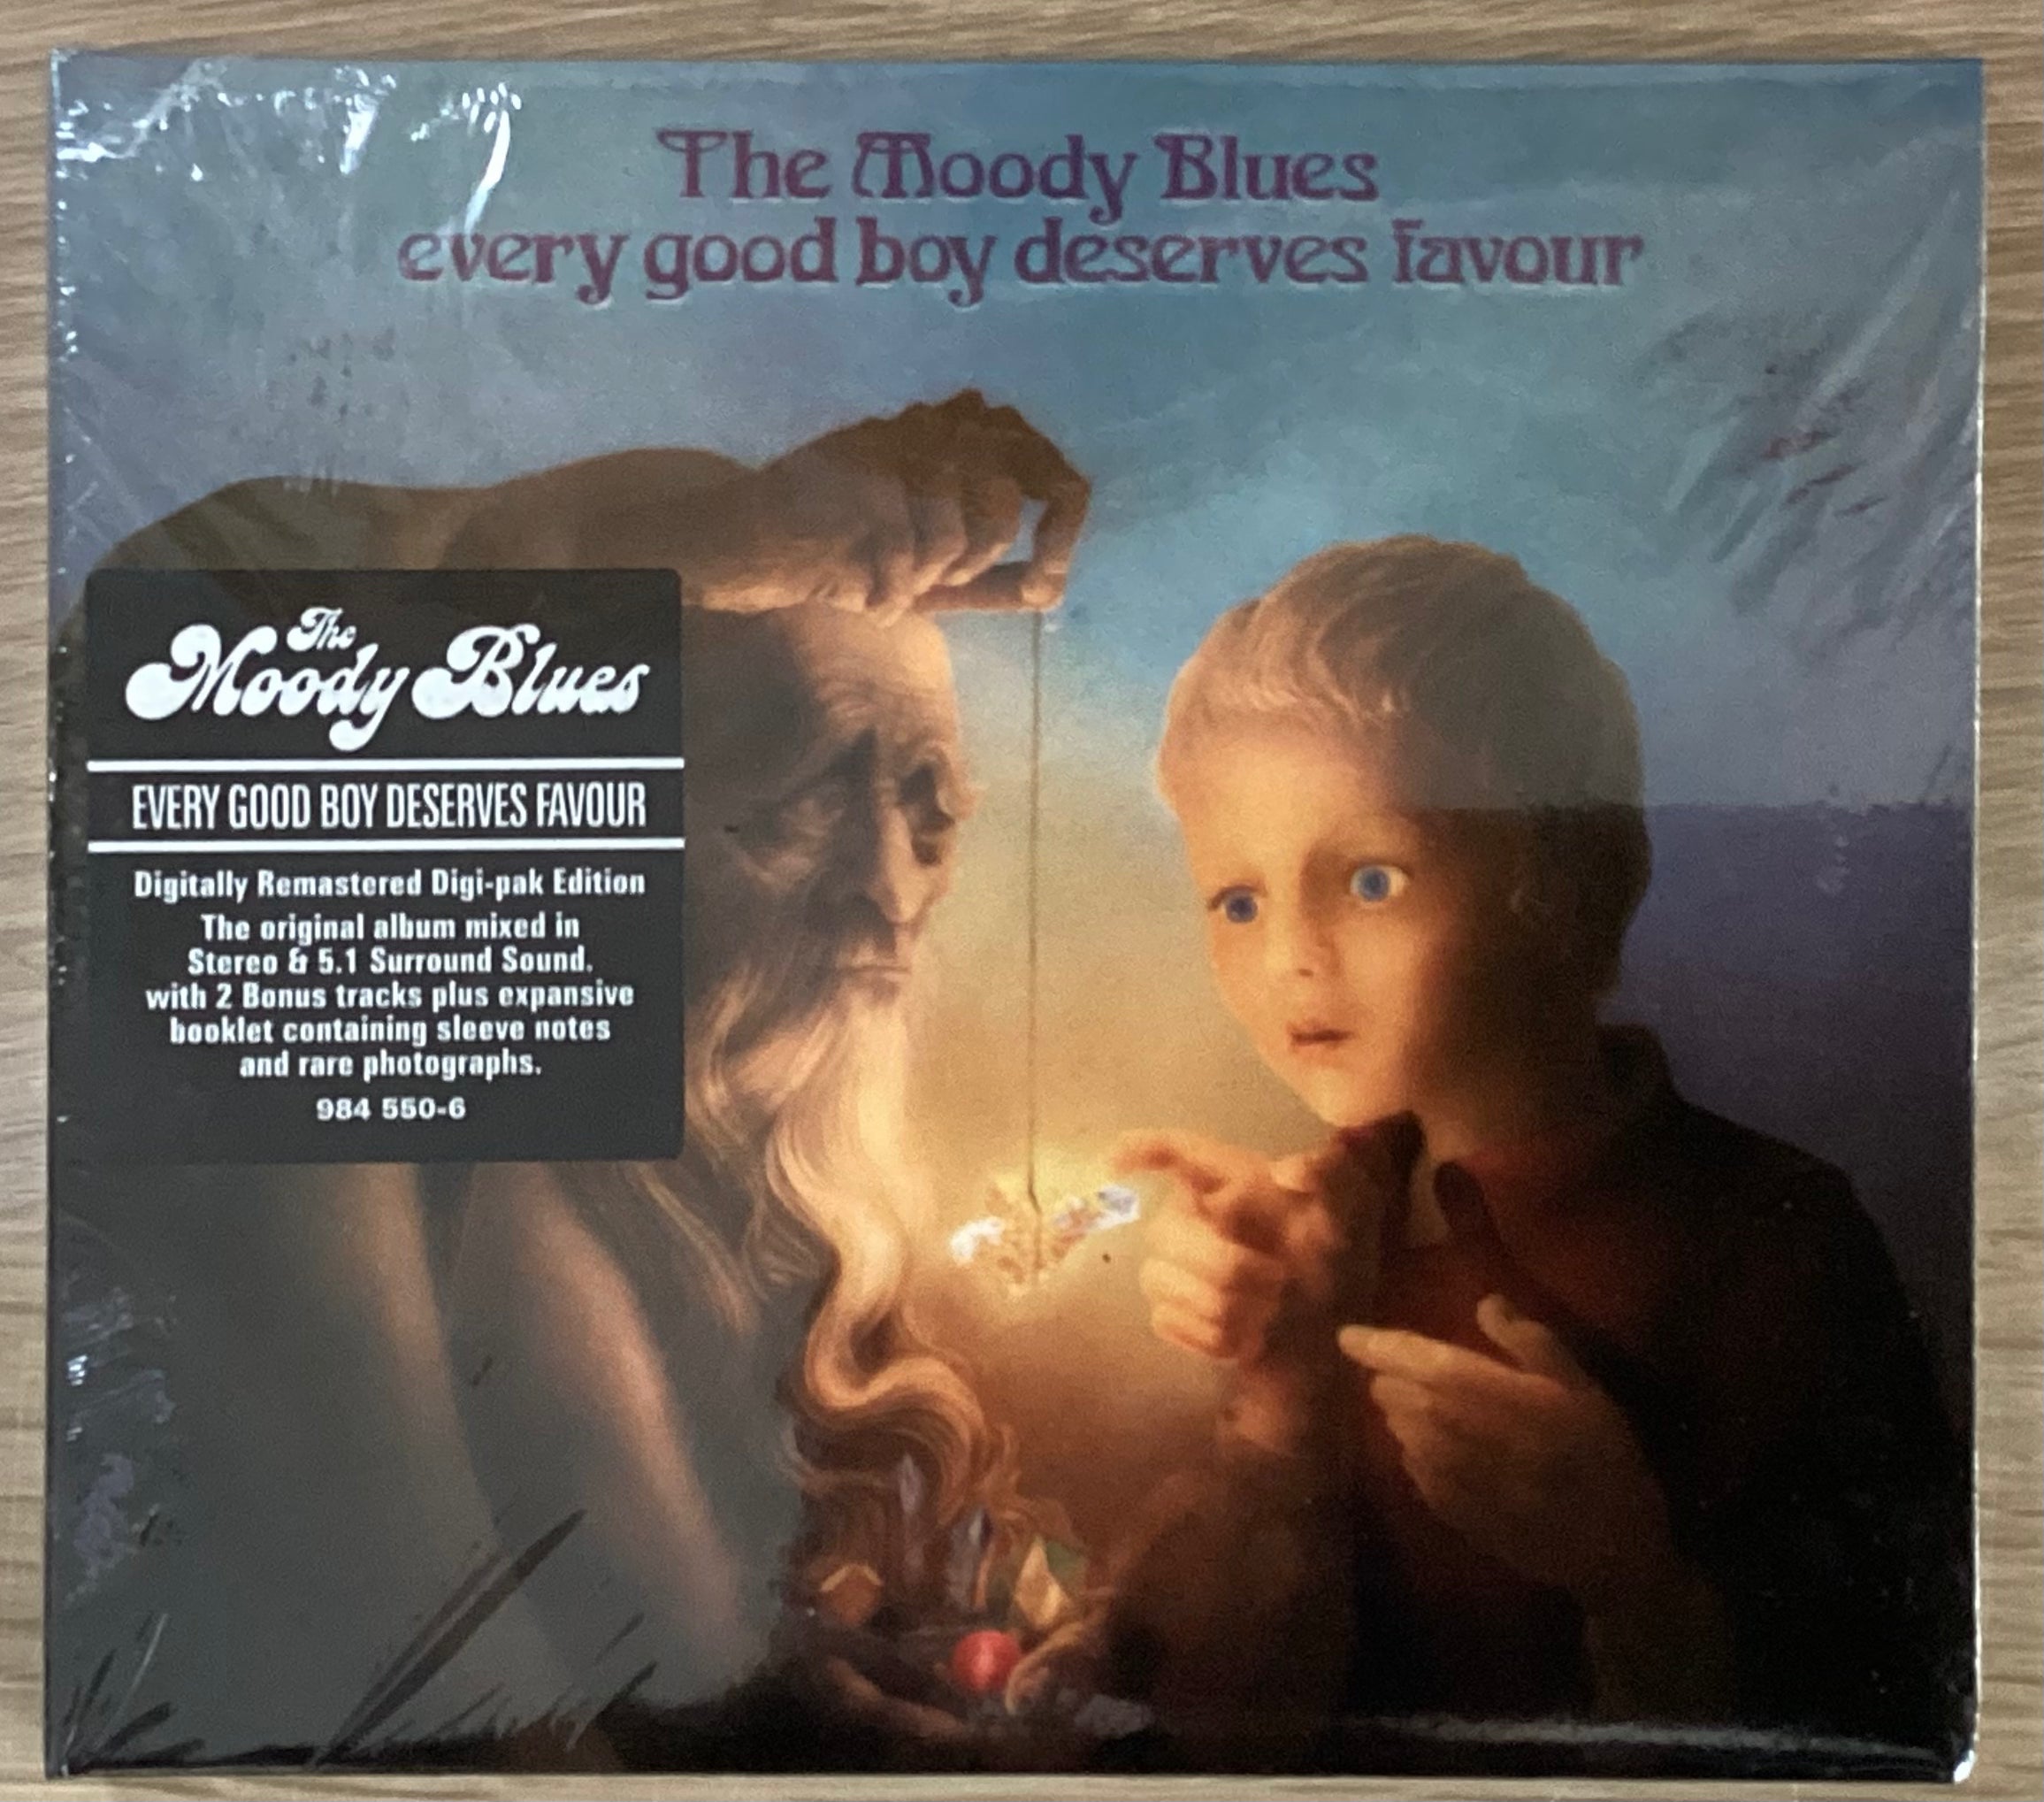 The Moody Blues
every good boy deserves favour
The
Moody Blues
EVERY GOOD BOY DESERVES FAVOUR
Digitally Remastered Digi-pak Edition
The original album mixed in
Stereo & 5.1 Surround Sound.
with 2 Bonus tracks plus expansive
booklet containing sleeve notes
and rare photographs.
984 550-6